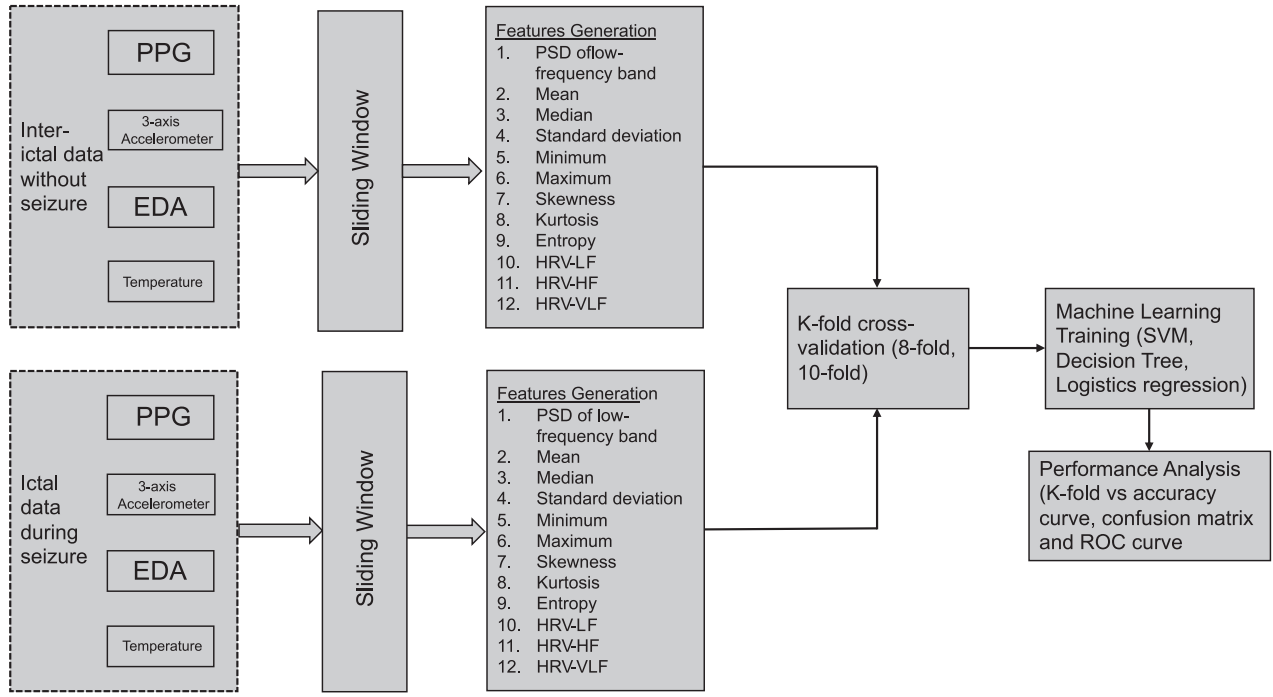 Inter-
ictal data
without
seizure
PPG
3-axis
Accelerometer
EDA
Temperature
Sliding Window
Features Generation
1. PSD oflow-
frequency band
2. Mean
3. Median
4. Standard deviation
5. Minimum
6. Maximum
7. Skewness
8. Kurtosis
9. Entropy
10. HRV-LF
11. HRV-HF
12. HRV-VLF
Ictal
data
during
seizure
PPG
3-axis
Accelerometer
EDA
Temperature
Sliding Window
Features Generation
1. PSD of low-
frequency band
2. Mean
3. Median
4. Standard deviation
5. Minimum
6. Maximum
7. Skewness
8. Kurtosis
9. Entropy
10. HRV-LF
11. HRV-HF
12. HRV-VLF
K-fold cross-
validation (8-fold,
10-fold)
Machine Learning
Training (SVM,
Decision Tree,
Logistics regression)
Performance Analysis
(K-fold vs accuracy
curve, confusion matrix
and ROC curve